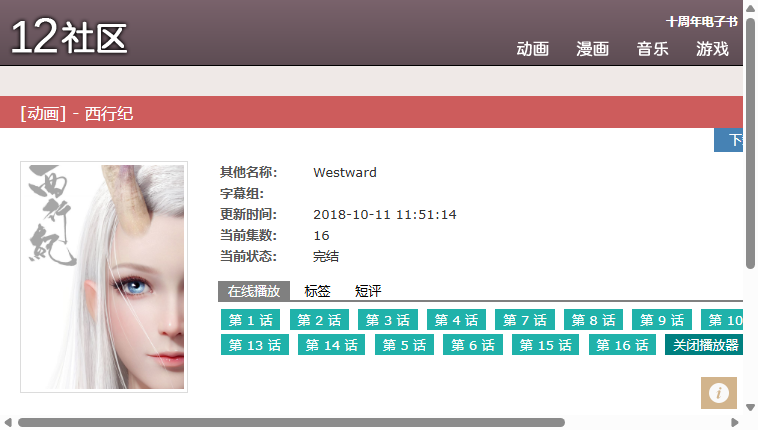 12社区
十周年电子书
动画 漫画 音乐 游戏
[动画] - 西行纪
西行紀
其他名称: Westward
字幕组:
更新时间: 2018-10-11 11:51:14
当前集数: 16
当前状态: 完结
在线播放 标签 短评
第 1 话 第 2 话 第 3 话 第 4 话 第 7 话 第 8 话 第 9 话 第 10
第 13 话 第 14 话 第 5 话 第 6 话 第 15 话 第 16 话 关闭播放器